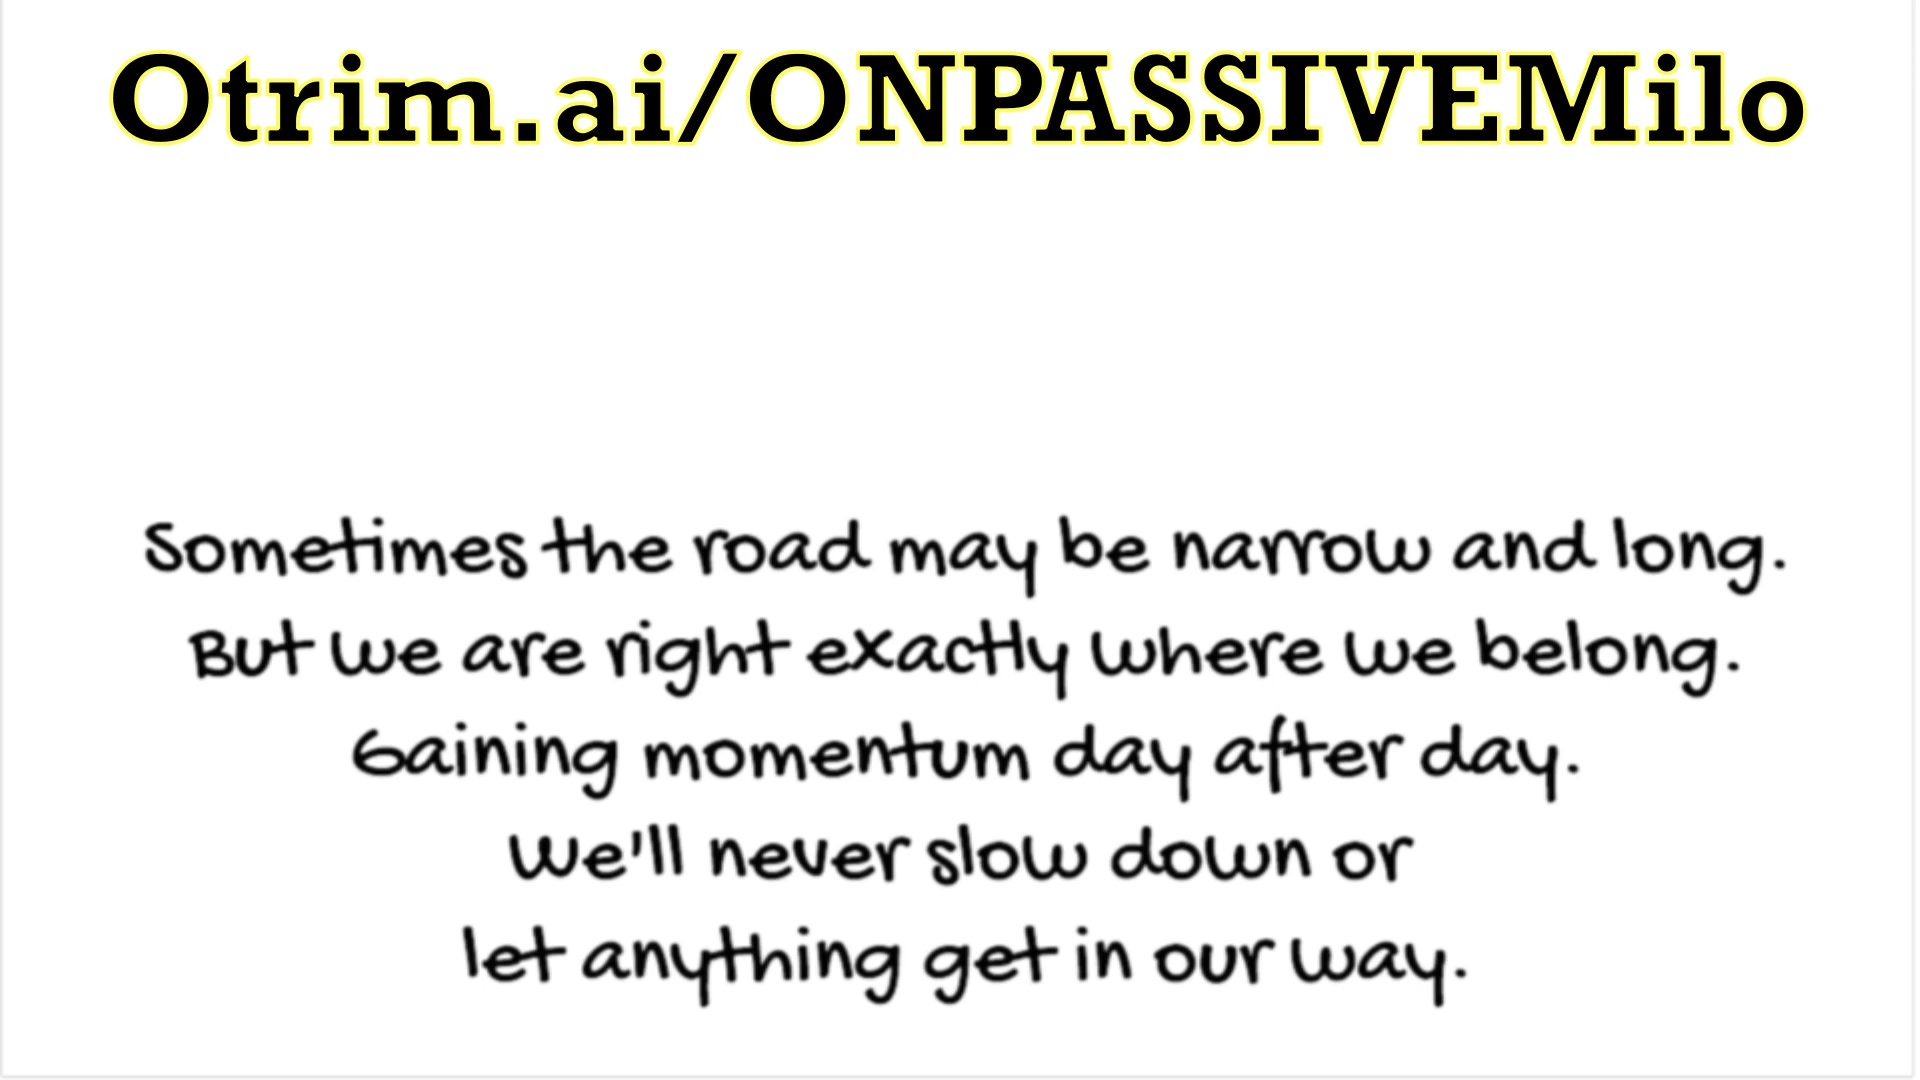 Otrim.ai/ONPASSIVEMilo
Sometimes the road may be narrow and long.
But we are right exactly where we belong.
Gaining momentum day after day.
We'll never slow down or
let anything get in our way.